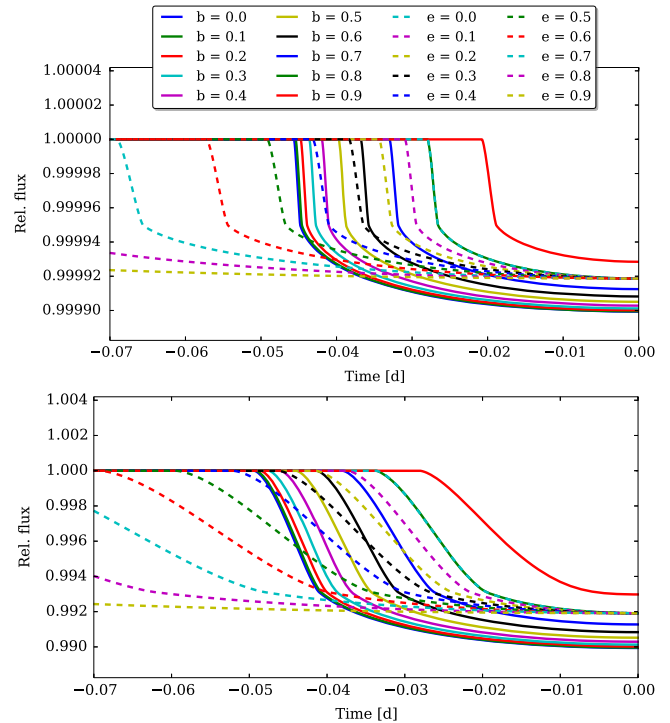 b = 0.0 b = 0.5 e = 0.0 e = 0.5
b = 0.1 b = 0.6 e = 0.1 e = 0.6
b = 0.2 b = 0.7 e = 0.2 e = 0.7
b = 0.3 b = 0.8 e = 0.3 e = 0.8
b = 0.4 b = 0.9 e = 0.4 e = 0.9
1.00004
1.00002
1.00000
0.99998
0.99996
0.99994
0.99992
0.99990
Rel. flux
−0.07 −0.06 −0.05 −0.04 −0.03 −0.02 −0.01 0.00
Time [d]
1.004
1.002
1.000
0.998
0.996
0.994
0.992
0.990
Rel. flux
−0.07 −0.06 −0.05 −0.04 −0.03 −0.02 −0.01 0.00
Time [d]